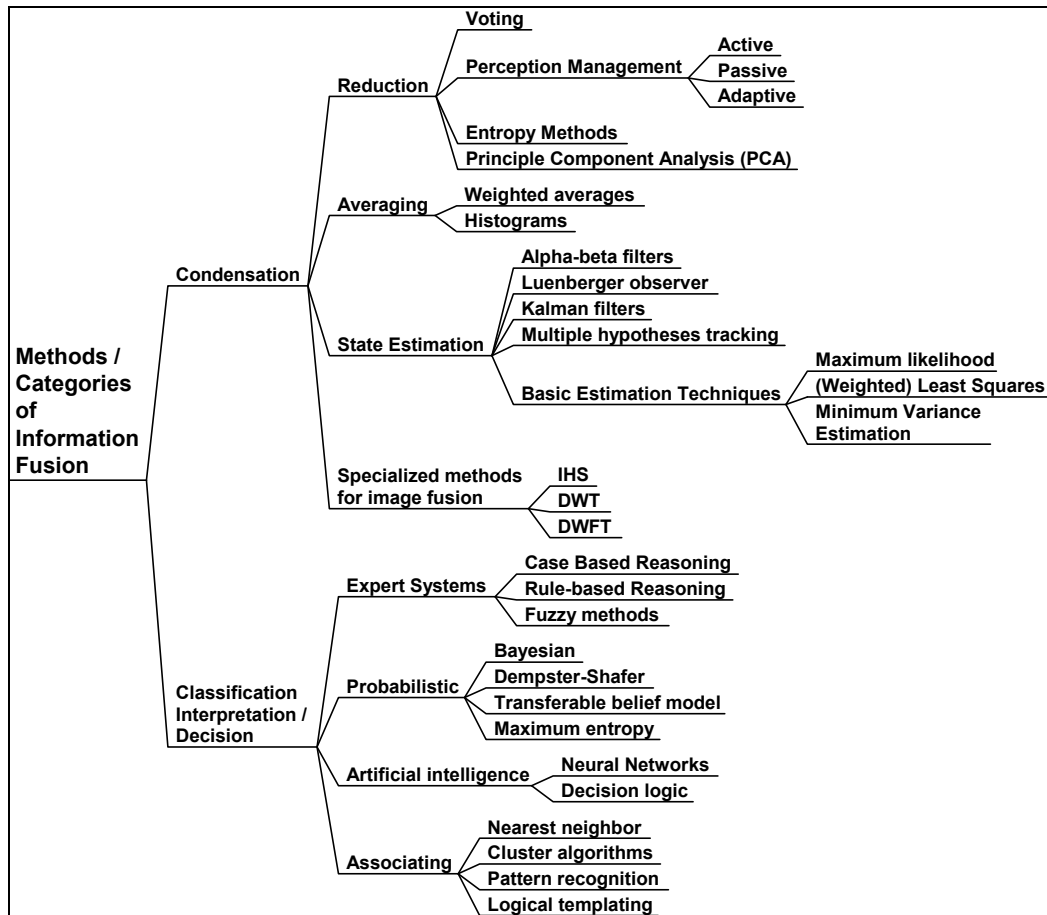 Methods /
Categories
of
Information
Fusion
Condensation
Reduction
Voting
Perception Management
Active
Passive
Adaptive
Entropy Methods
Principle Component Analysis (PCA)
Averaging
Weighted averages
Histograms
State Estimation
Alpha-beta filters
Luenberger observer
Kalman filters
Multiple hypotheses tracking
Basic Estimation Techniques
Maximum likelihood
(Weighted) Least Squares
Minimum Variance
Estimation
Specialized methods
for image fusion
IHS
DWT
DWFT
Classification
Interpretation /
Decision
Expert Systems
Case Based Reasoning
Rule-based Reasoning
Fuzzy methods
Probabilistic
Bayesian
Dempster-Shafer
Transferable belief model
Maximum entropy
Artificial intelligence
Neural Networks
Decision logic
Associating
Nearest neighbor
Cluster algorithms
Pattern recognition
Logical templating